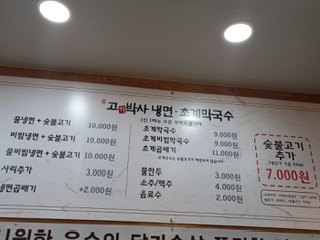 고기박사 냉면·초계막국수
물냉면 + 숯불고기 10.000원
비빔냉면 + 숯불고기 10.000원
물비빔냉면 + 숯불고기 10.000원
사리추가 3.000원
냉면곱빼기 +2.000원
초계막국수 9.000원
초계비빔막국수 9.000원
초계곱빼기 11.000원
물만두 3.000원
소주/맥주 4.000원
음료수 2.000원
숯불고기
추가
7.000원